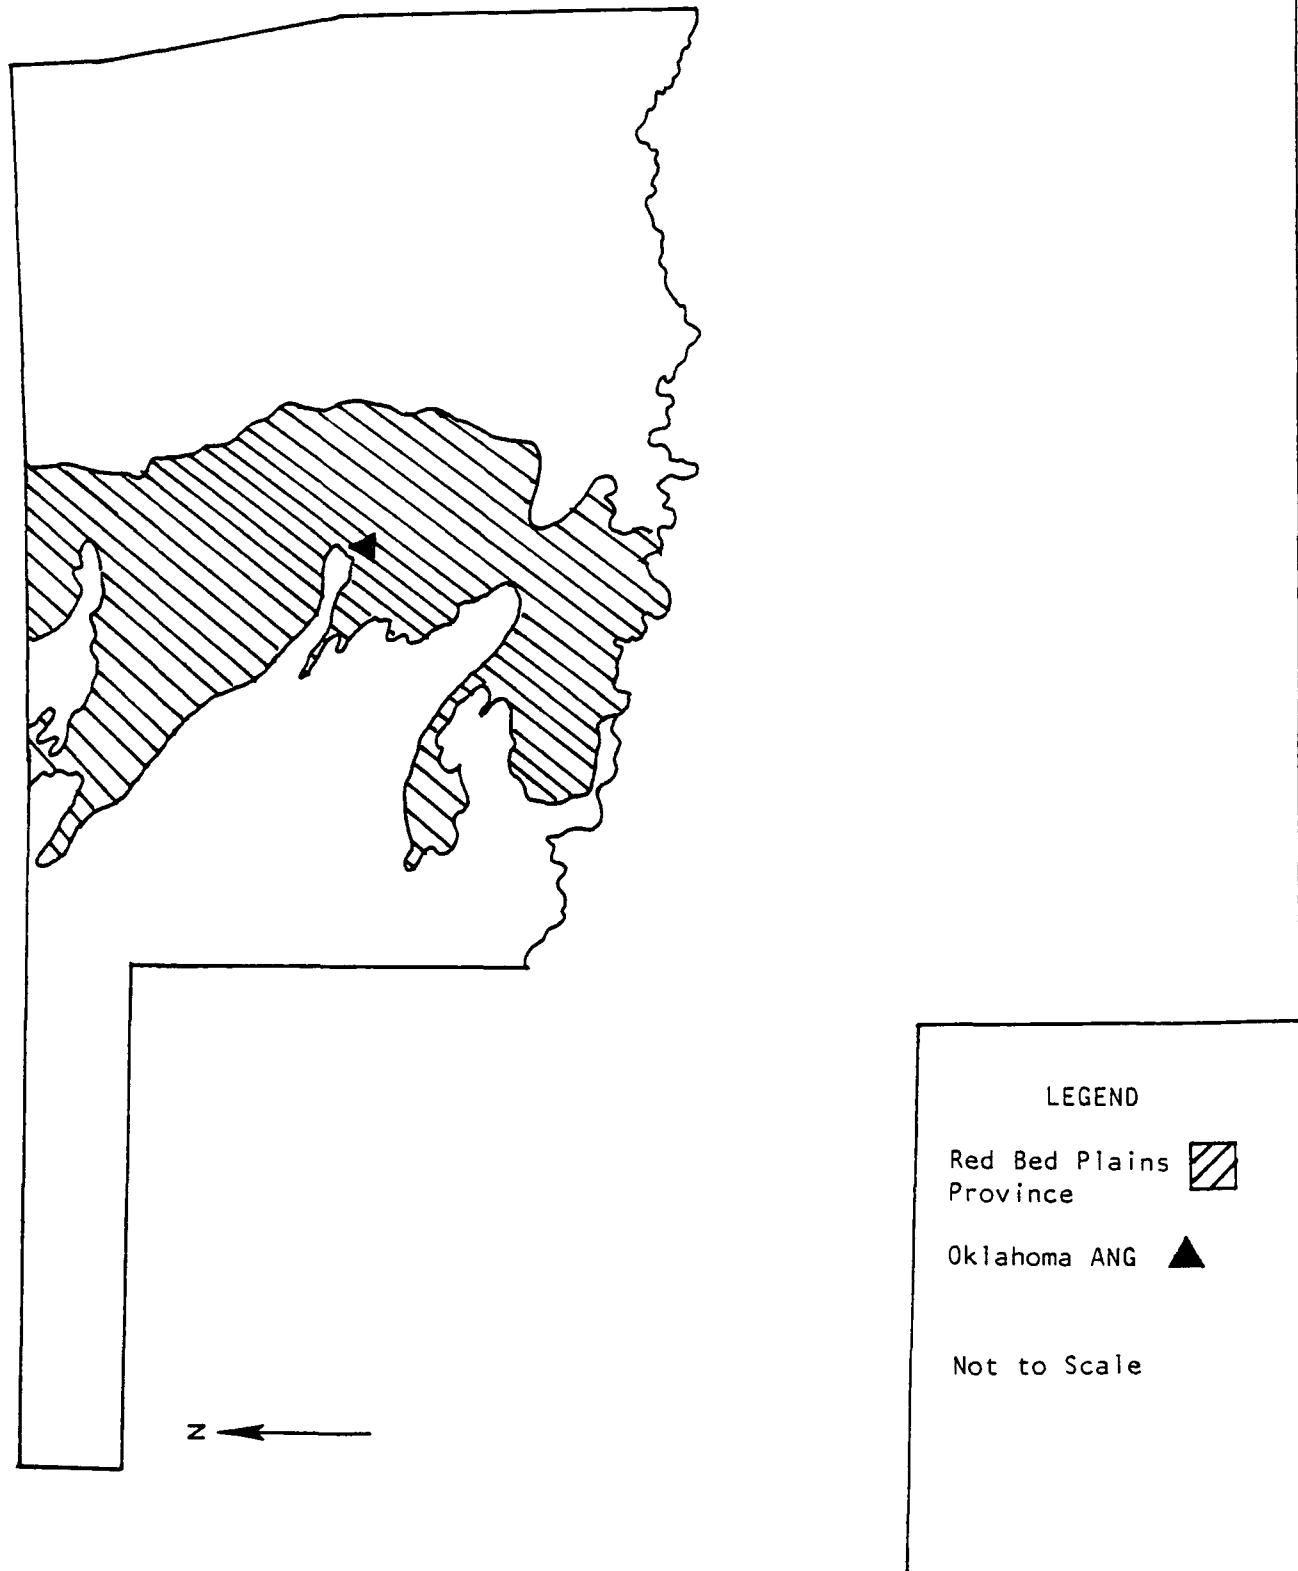 N
LEGEND
Red Bed Plains
Province
Oklahoma ANG
Not to Scale